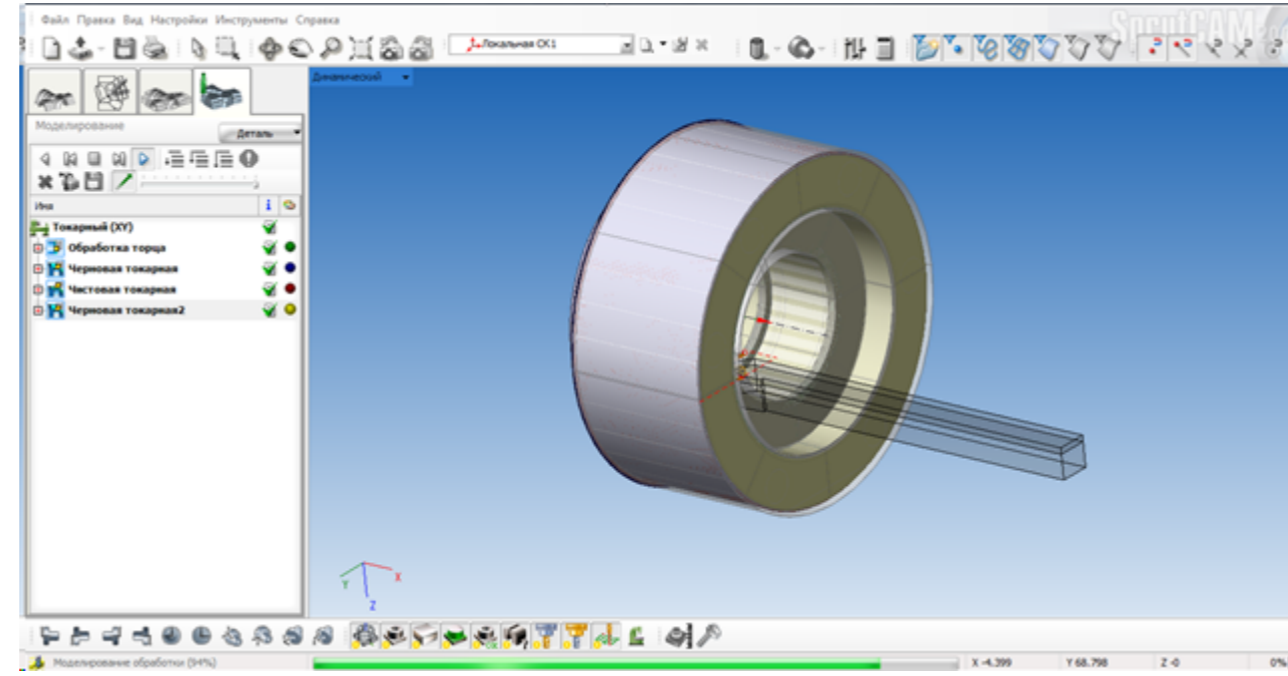 Файл Правка Вид Настройки Инструменты Справка
SprutCAM
Локальная СК1
Динамический
Моделирование
Деталь
Имя
Токарный (XY)
Обработка торца
Черновая токарная
Чистовая токарная
Черновая токарная2
Y
X
Z
Моделирование обработки (94%)
X -4.399
Y 68.798
Z -0
0%